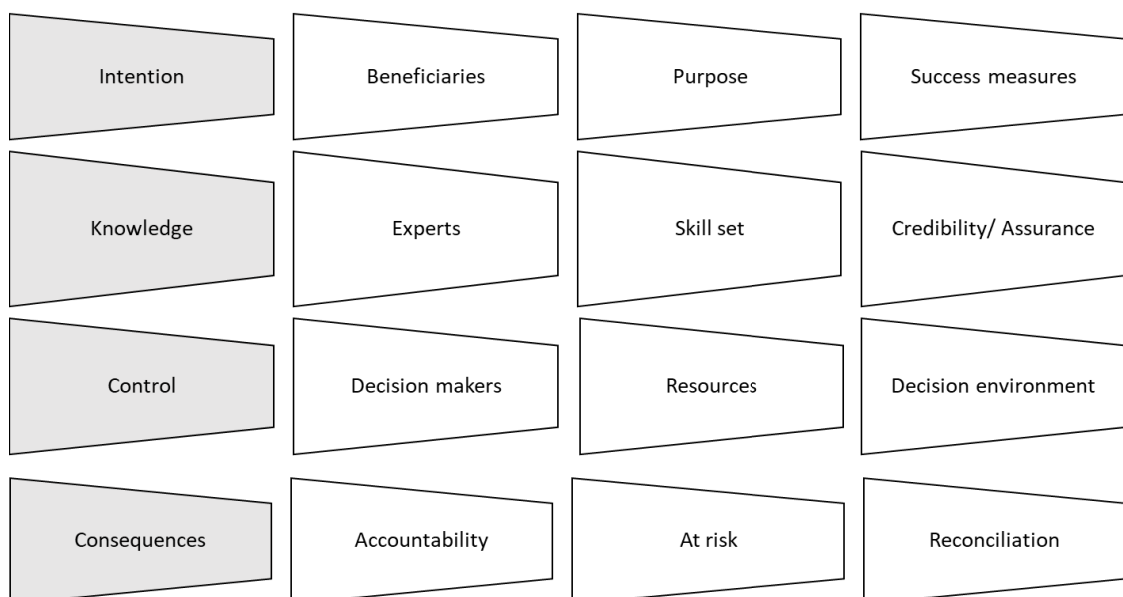 Intention
Beneficiaries
Purpose
Success measures
Knowledge
Experts
Skill set
Credibility/ Assurance
Control
Decision makers
Resources
Decision environment
Consequences
Accountability
At risk
Reconciliation